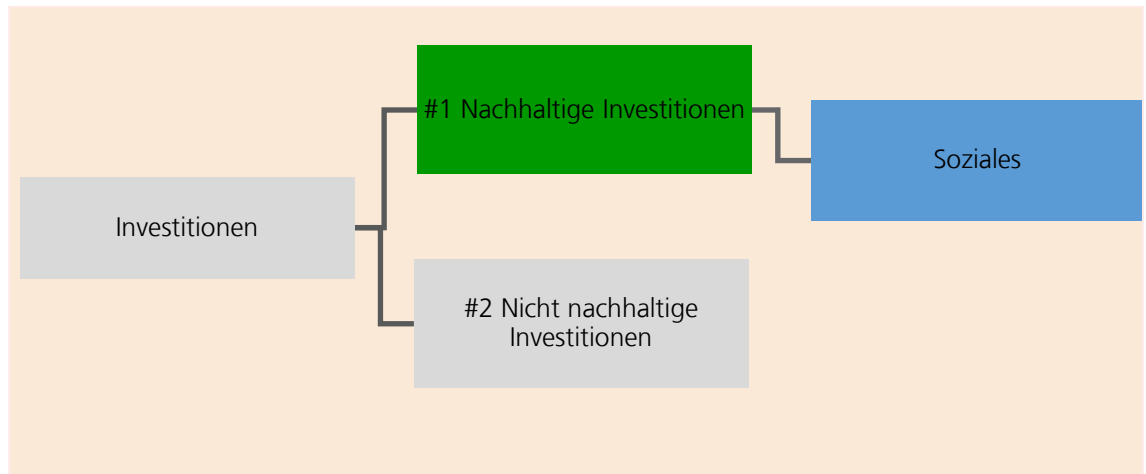 #1 Nachhaltige Investitionen
Soziales
Investitionen
#2 Nicht nachhaltige
Investitionen